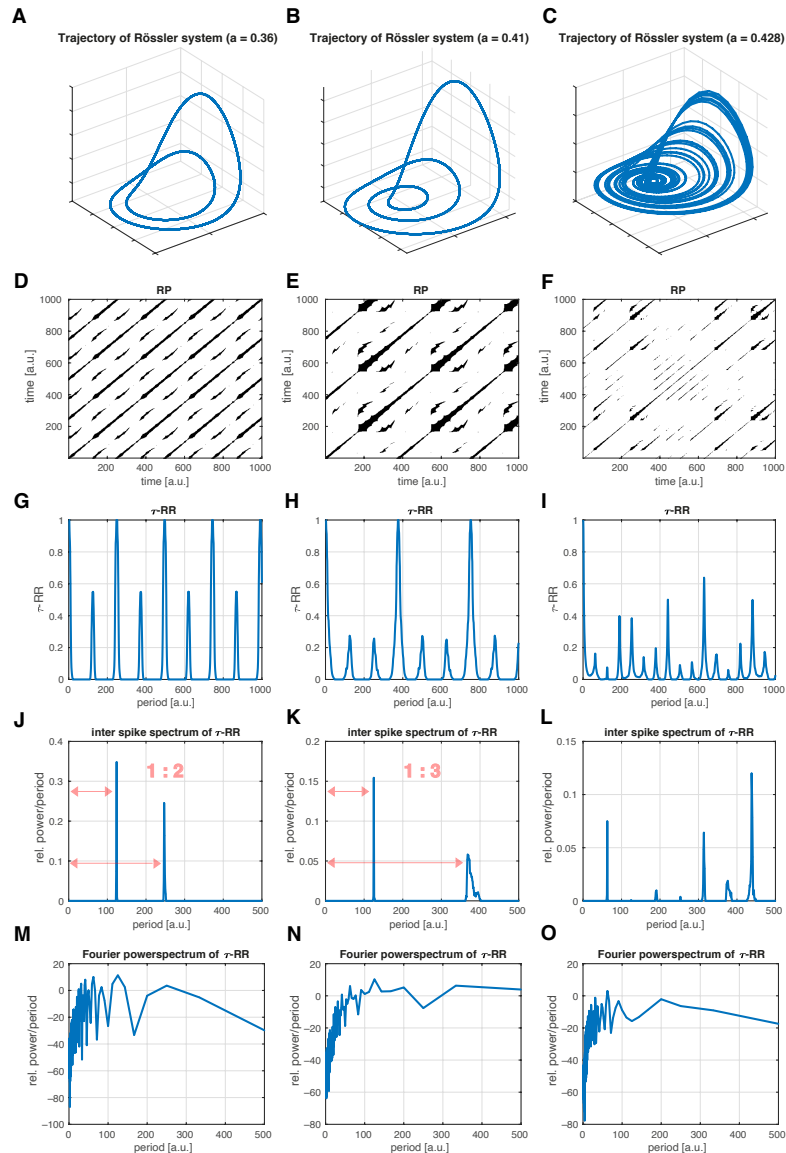 A B C
Trajectory of Rössler system (a = 0.36) Trajectory of Rössler system (a = 0.41) Trajectory of Rössler system (a = 0.428)
D E F
RP RP RP
1000 1000 1000
800 800 800
600 600 600
400 400 400
200 200 200
time [a.u.] time [a.u.] time [a.u.]
200 400 600 800 1000 200 400 600 800 1000 200 400 600 800 1000
time [a.u.] time [a.u.] time [a.u.]
G H I
τ-RR τ-RR τ-RR
1 1 1
0.8 0.8 0.8
0.6 0.6 0.6
0.4 0.4 0.4
0.2 0.2 0.2
0 0 0
τ-RR τ-RR τ-RR
0 200 400 600 800 1000 0 200 400 600 800 1000 0 200 400 600 800 1000
period [a.u.] period [a.u.] period [a.u.]
J K L
inter spike spectrum of τ-RR inter spike spectrum of τ-RR inter spike spectrum of τ-RR
0.4 0.2 0.15
1 : 2 1 : 3
0.3 0.15 0.1
0.2 0.1 0.05
0.1 0.05
0 0 0
rel. power/period rel. power/period rel. power/period
0 100 200 300 400 500 0 100 200 300 400 500 0 100 200 300 400 500
period [a.u.] period [a.u.] period [a.u.]
M N O
Fourier powerspectrum of τ-RR Fourier powerspectrum of τ-RR Fourier powerspectrum of τ-RR
20 20 20
0 0 0
−20 −20 −20
−40 −40 −40
−60 −60 −60
−80 −80 −80
−100
rel. power/period rel. power/period rel. power/period
0 100 200 300 400 500 0 100 200 300 400 500 0 100 200 300 400 500
period [a.u.] period [a.u.] period [a.u.]